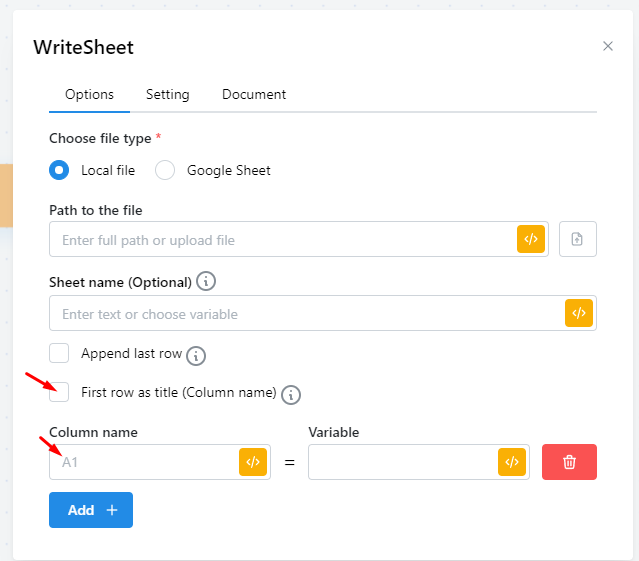 WriteSheet
Options Setting Document
Choose file type *
Local file Google Sheet
Path to the file
Enter full path or upload file </>
Sheet name (Optional) i
Enter text or choose variable </>
Append last row i
First row as title (Column name) i
Column name Variable
A1 </> = </>
Add +